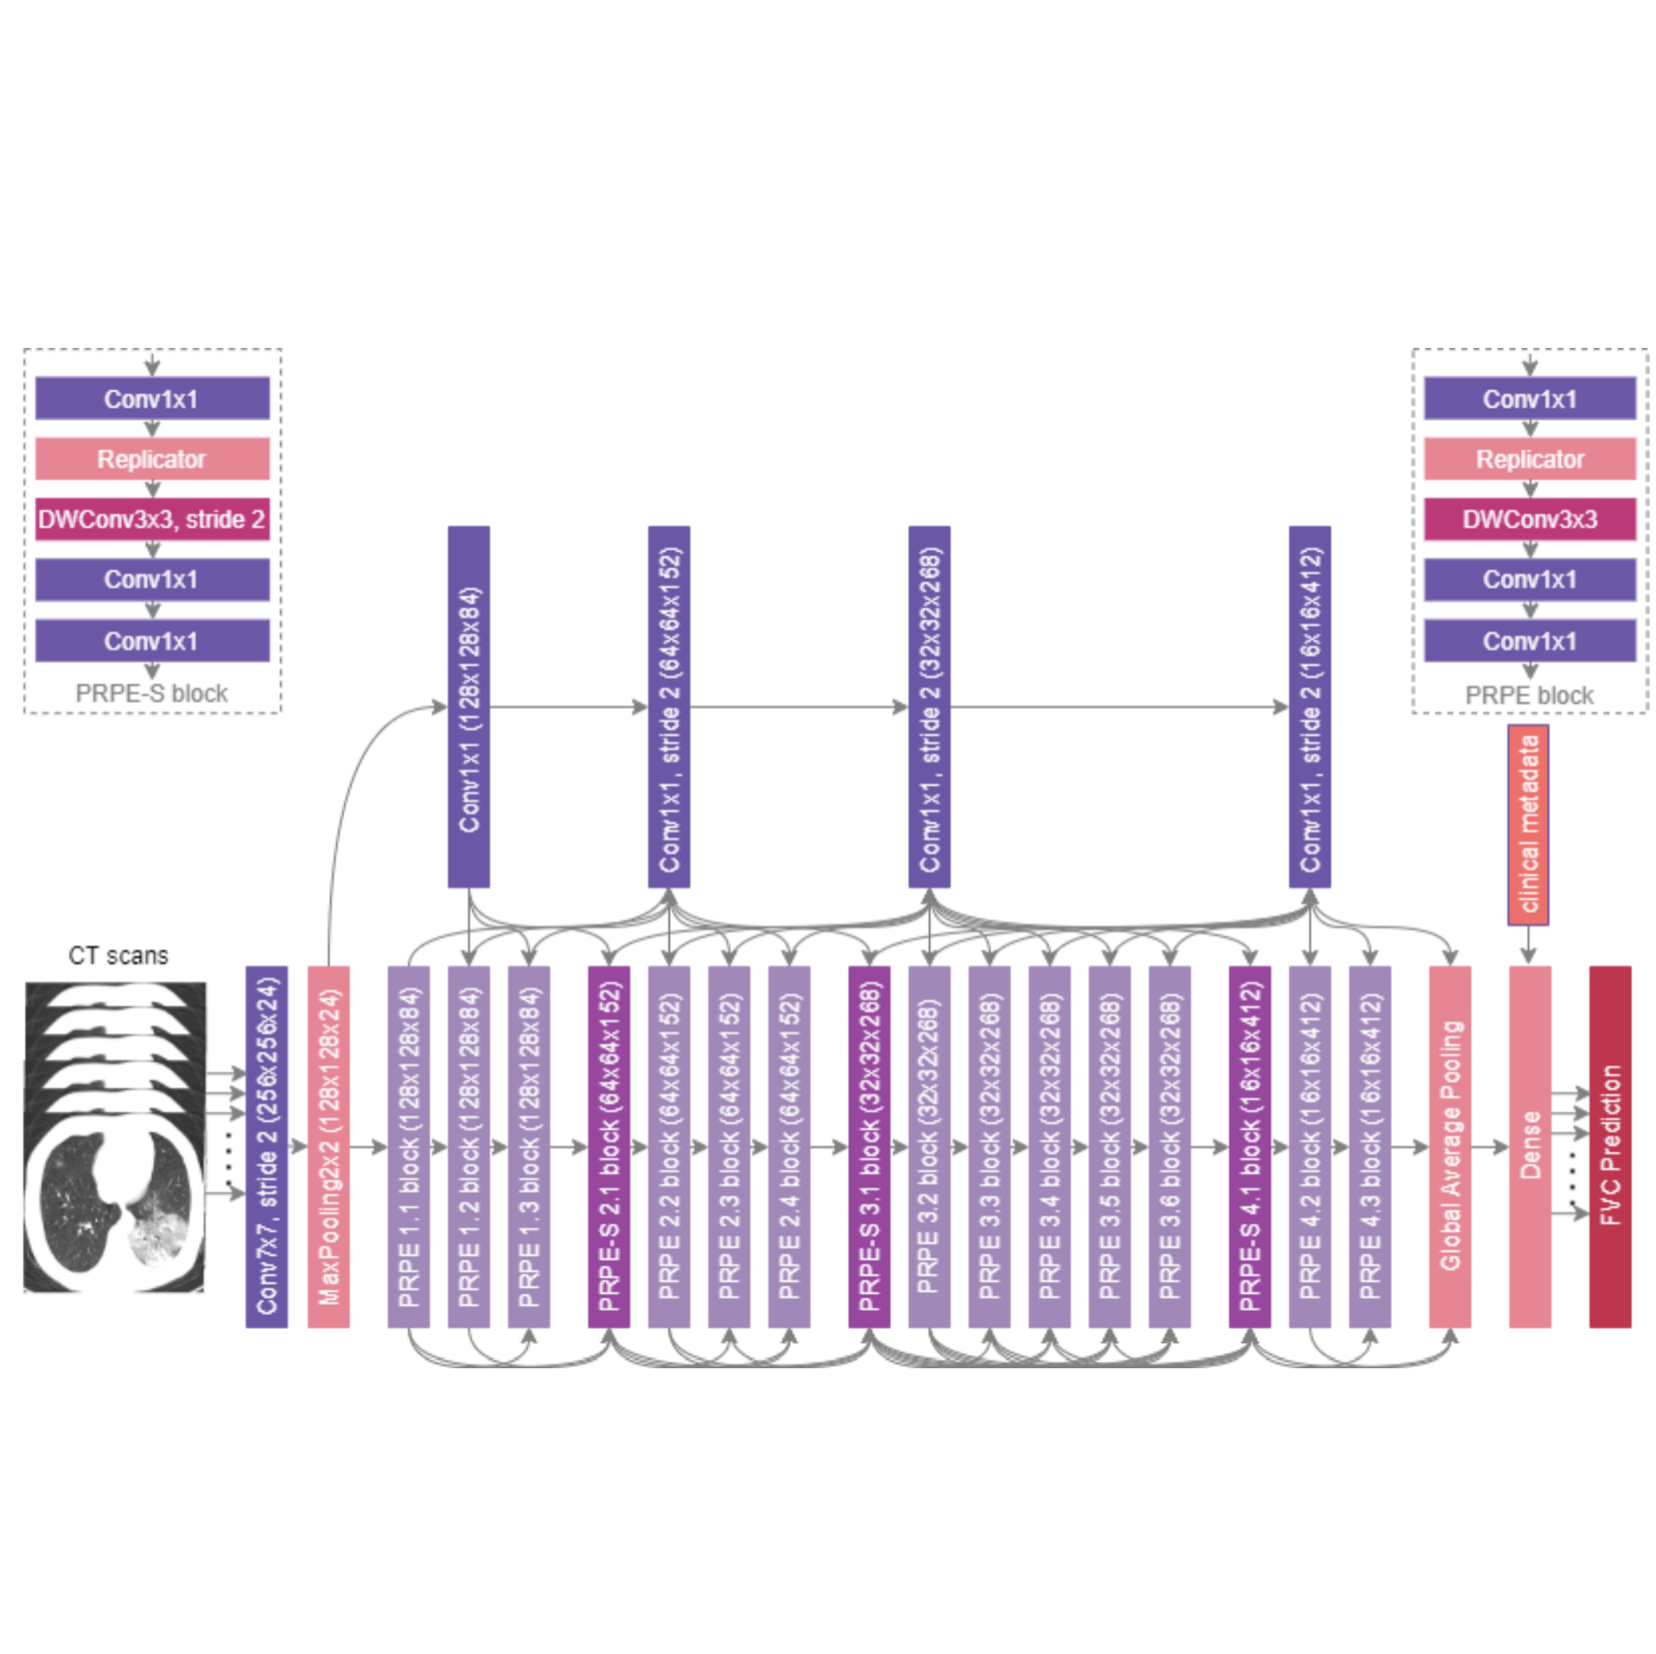 Conv1x1
Replicator
DWConv3x3, stride 2
Conv1x1
Conv1x1
PRPE-S block
Conv1x1
Replicator
DWConv3x3
Conv1x1
Conv1x1
PRPE block
Conv1x1 (128x128x84)
Conv1x1, stride 2 (64x64x152)
Conv1x1, stride 2 (32x32x268)
Conv1x1, stride 2 (16x16x412)
clinical metadata
CT scans
Conv7x7, stride 2 (256x256x24)
MaxPooling2x2 (128x128x24)
PRPE 1.1 block (128x128x84)
PRPE 1.2 block (128x128x84)
PRPE 1.3 block (128x128x84)
PRPE-S 2.1 block (64x64x152)
PRPE 2.2 block (64x64x152)
PRPE 2.3 block (64x64x152)
PRPE 2.4 block (64x64x152)
PRPE-S 3.1 block (32x32x268)
PRPE 3.2 block (32x32x268)
PRPE 3.3 block (32x32x268)
PRPE 3.4 block (32x32x268)
PRPE 3.5 block (32x32x268)
PRPE 3.6 block (32x32x268)
PRPE-S 4.1 block (16x16x412)
PRPE 4.2 block (16x16x412)
PRPE 4.3 block (16x16x412)
Global Average Pooling
Dense
FVC Prediction